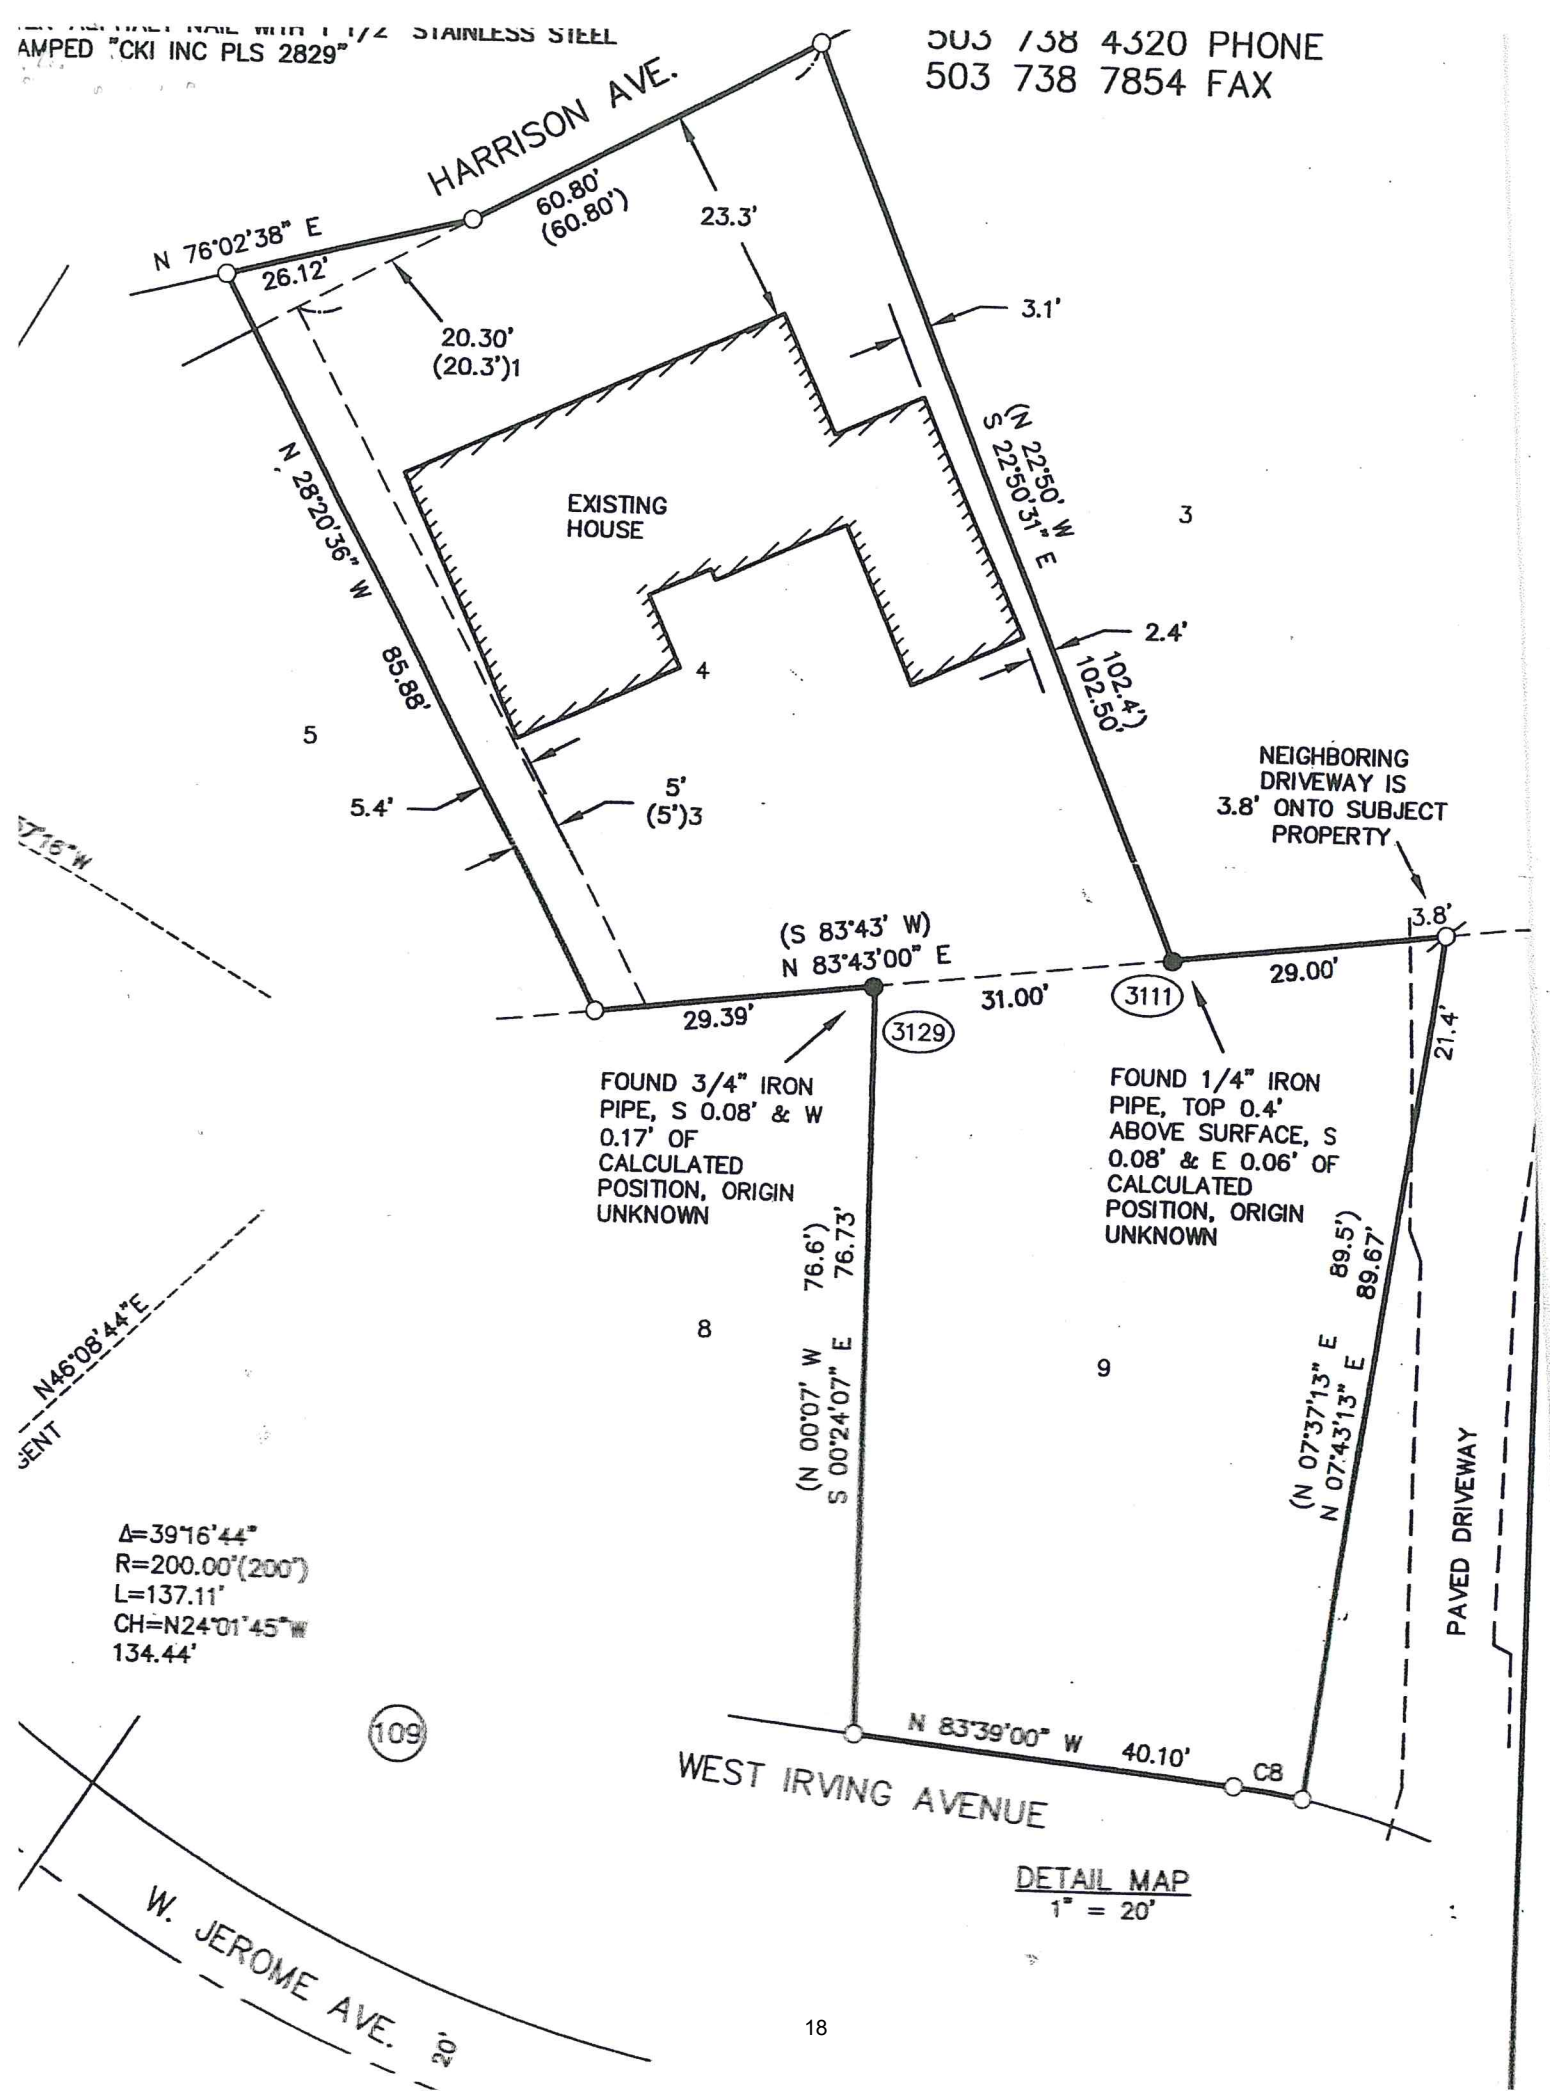 STAINLESS STEEL
AMPED "CKI INC PLS 2829"
503 738 4320 PHONE
503 738 7854 FAX
HARRISON AVE.
60.80'
(60.80')
23.3'
N 76°02'38" E
26.12'
20.30'
(20.3')1
3.1'
(N 22°50' W
S 22°50'31" E
3
N 28°20'36" W
85.88'
EXISTING
HOUSE
4
2.4'
102.4')
102.50'
5
5.4'
5'
(5')3
NEIGHBORING
DRIVEWAY IS
3.8' ONTO SUBJECT
PROPERTY
3.8'
(S 83°43' W)
N 83°43'00" E
29.39'
31.00'
3111
29.00'
3129
21.4'
FOUND 3/4" IRON
PIPE, S 0.08' & W
0.17' OF
CALCULATED
POSITION, ORIGIN
UNKNOWN
FOUND 1/4" IRON
PIPE, TOP 0.4'
ABOVE SURFACE, S
0.08' & E 0.06' OF
CALCULATED
POSITION, ORIGIN
UNKNOWN
(N 00°07' W 76.6')
S 00°24'07" E 76.73'
8
9
(N 07°37'13" E 89.5')
N 07°43'13" E 89.67'
PAVED DRIVEWAY
N46°08'44"E
GENT
Δ=39°16'44"
R=200.00'(200')
L=137.11'
CH=N24°01'45"W
134.44'
109
N 83°39'00" W 40.10'
C8
WEST IRVING AVENUE
DETAIL MAP
1" = 20'
W. JEROME AVE. 20'
18